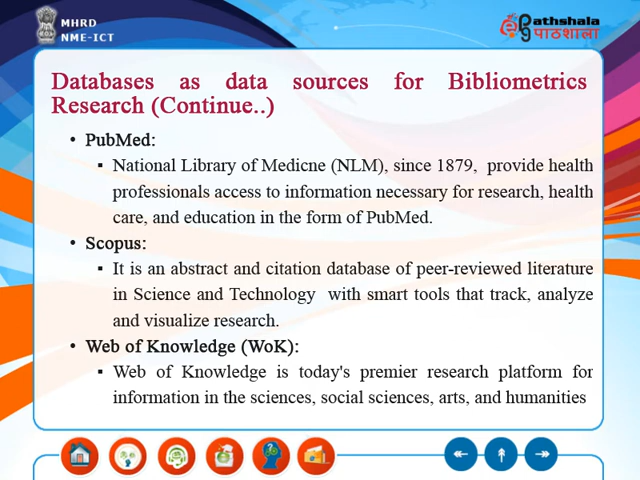 MHRD
NME-ICT
Pathshala
पाठशाला
Databases as data sources for Bibliometrics
Research (Continue..)
• PubMed:
▪ National Library of Medicne (NLM), since 1879, provide health
professionals access to information necessary for research, health
care, and education in the form of PubMed.
• Scopus:
▪ It is an abstract and citation database of peer-reviewed literature
in Science and Technology with smart tools that track, analyze
and visualize research.
• Web of Knowledge (WoK):
▪ Web of Knowledge is today's premier research platform for
information in the sciences, social sciences, arts, and humanities